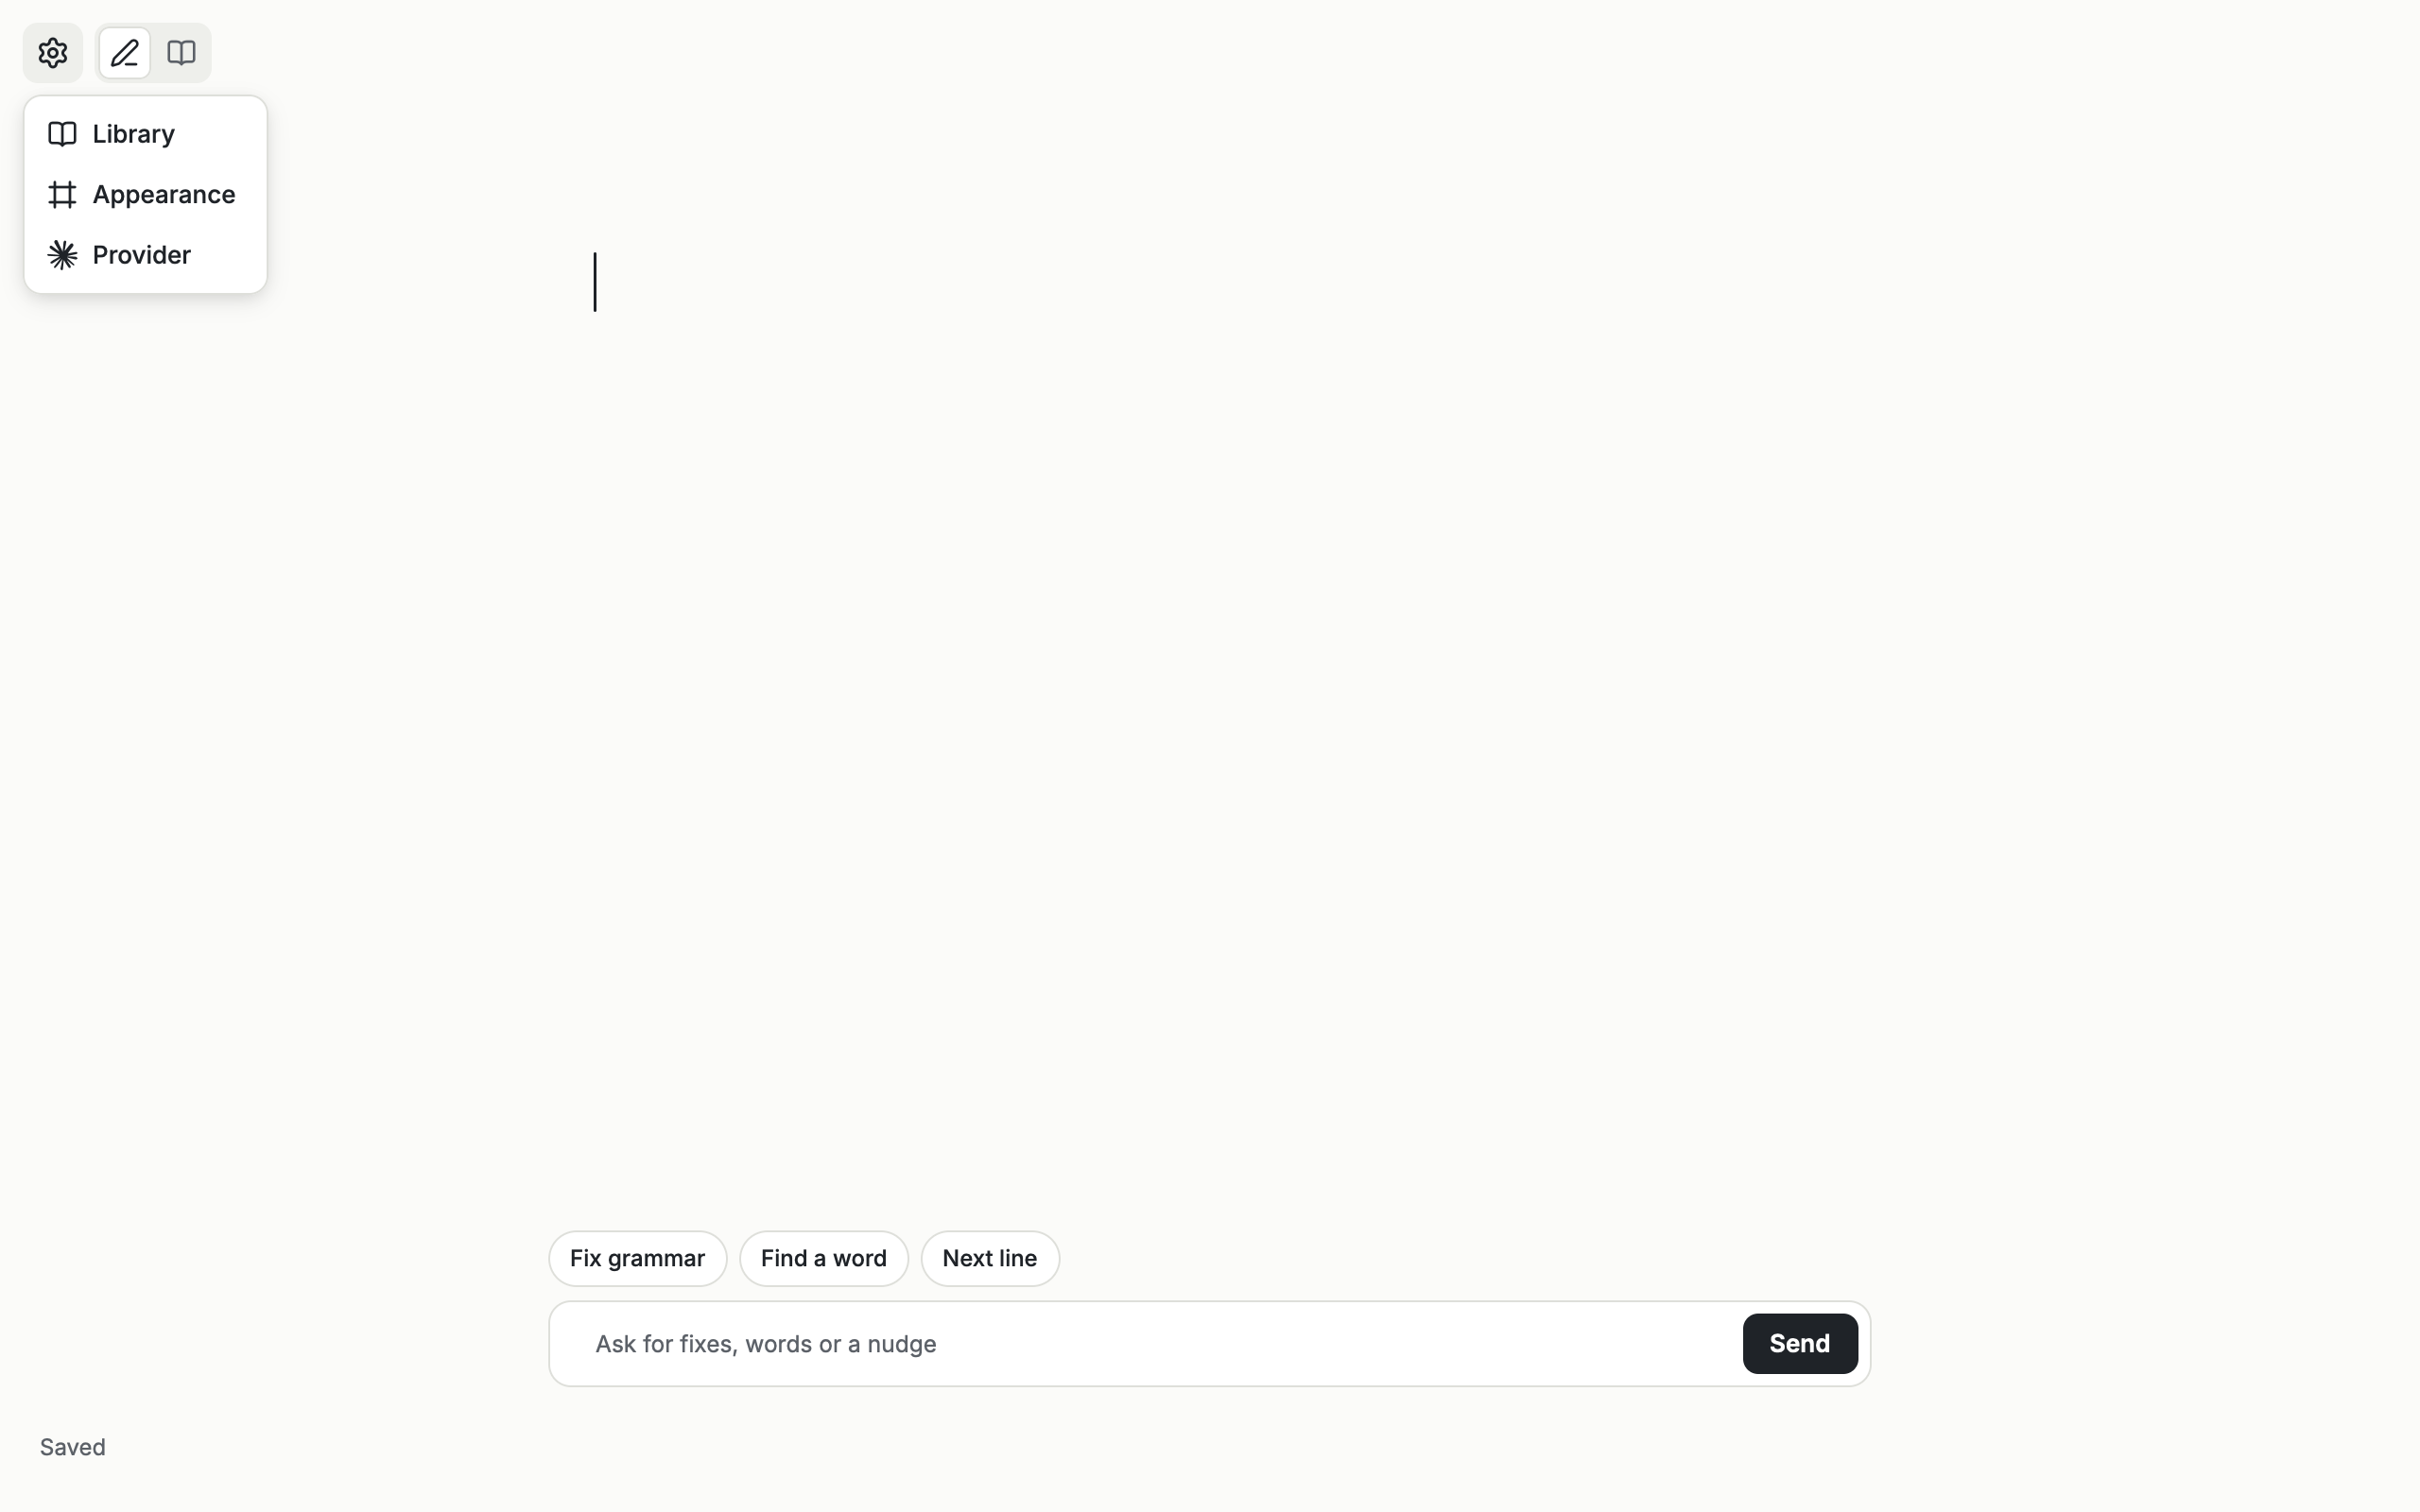 Library
Appearance
Provider
Fix grammar Find a word Next line
Ask for fixes, words or a nudge Send
Saved